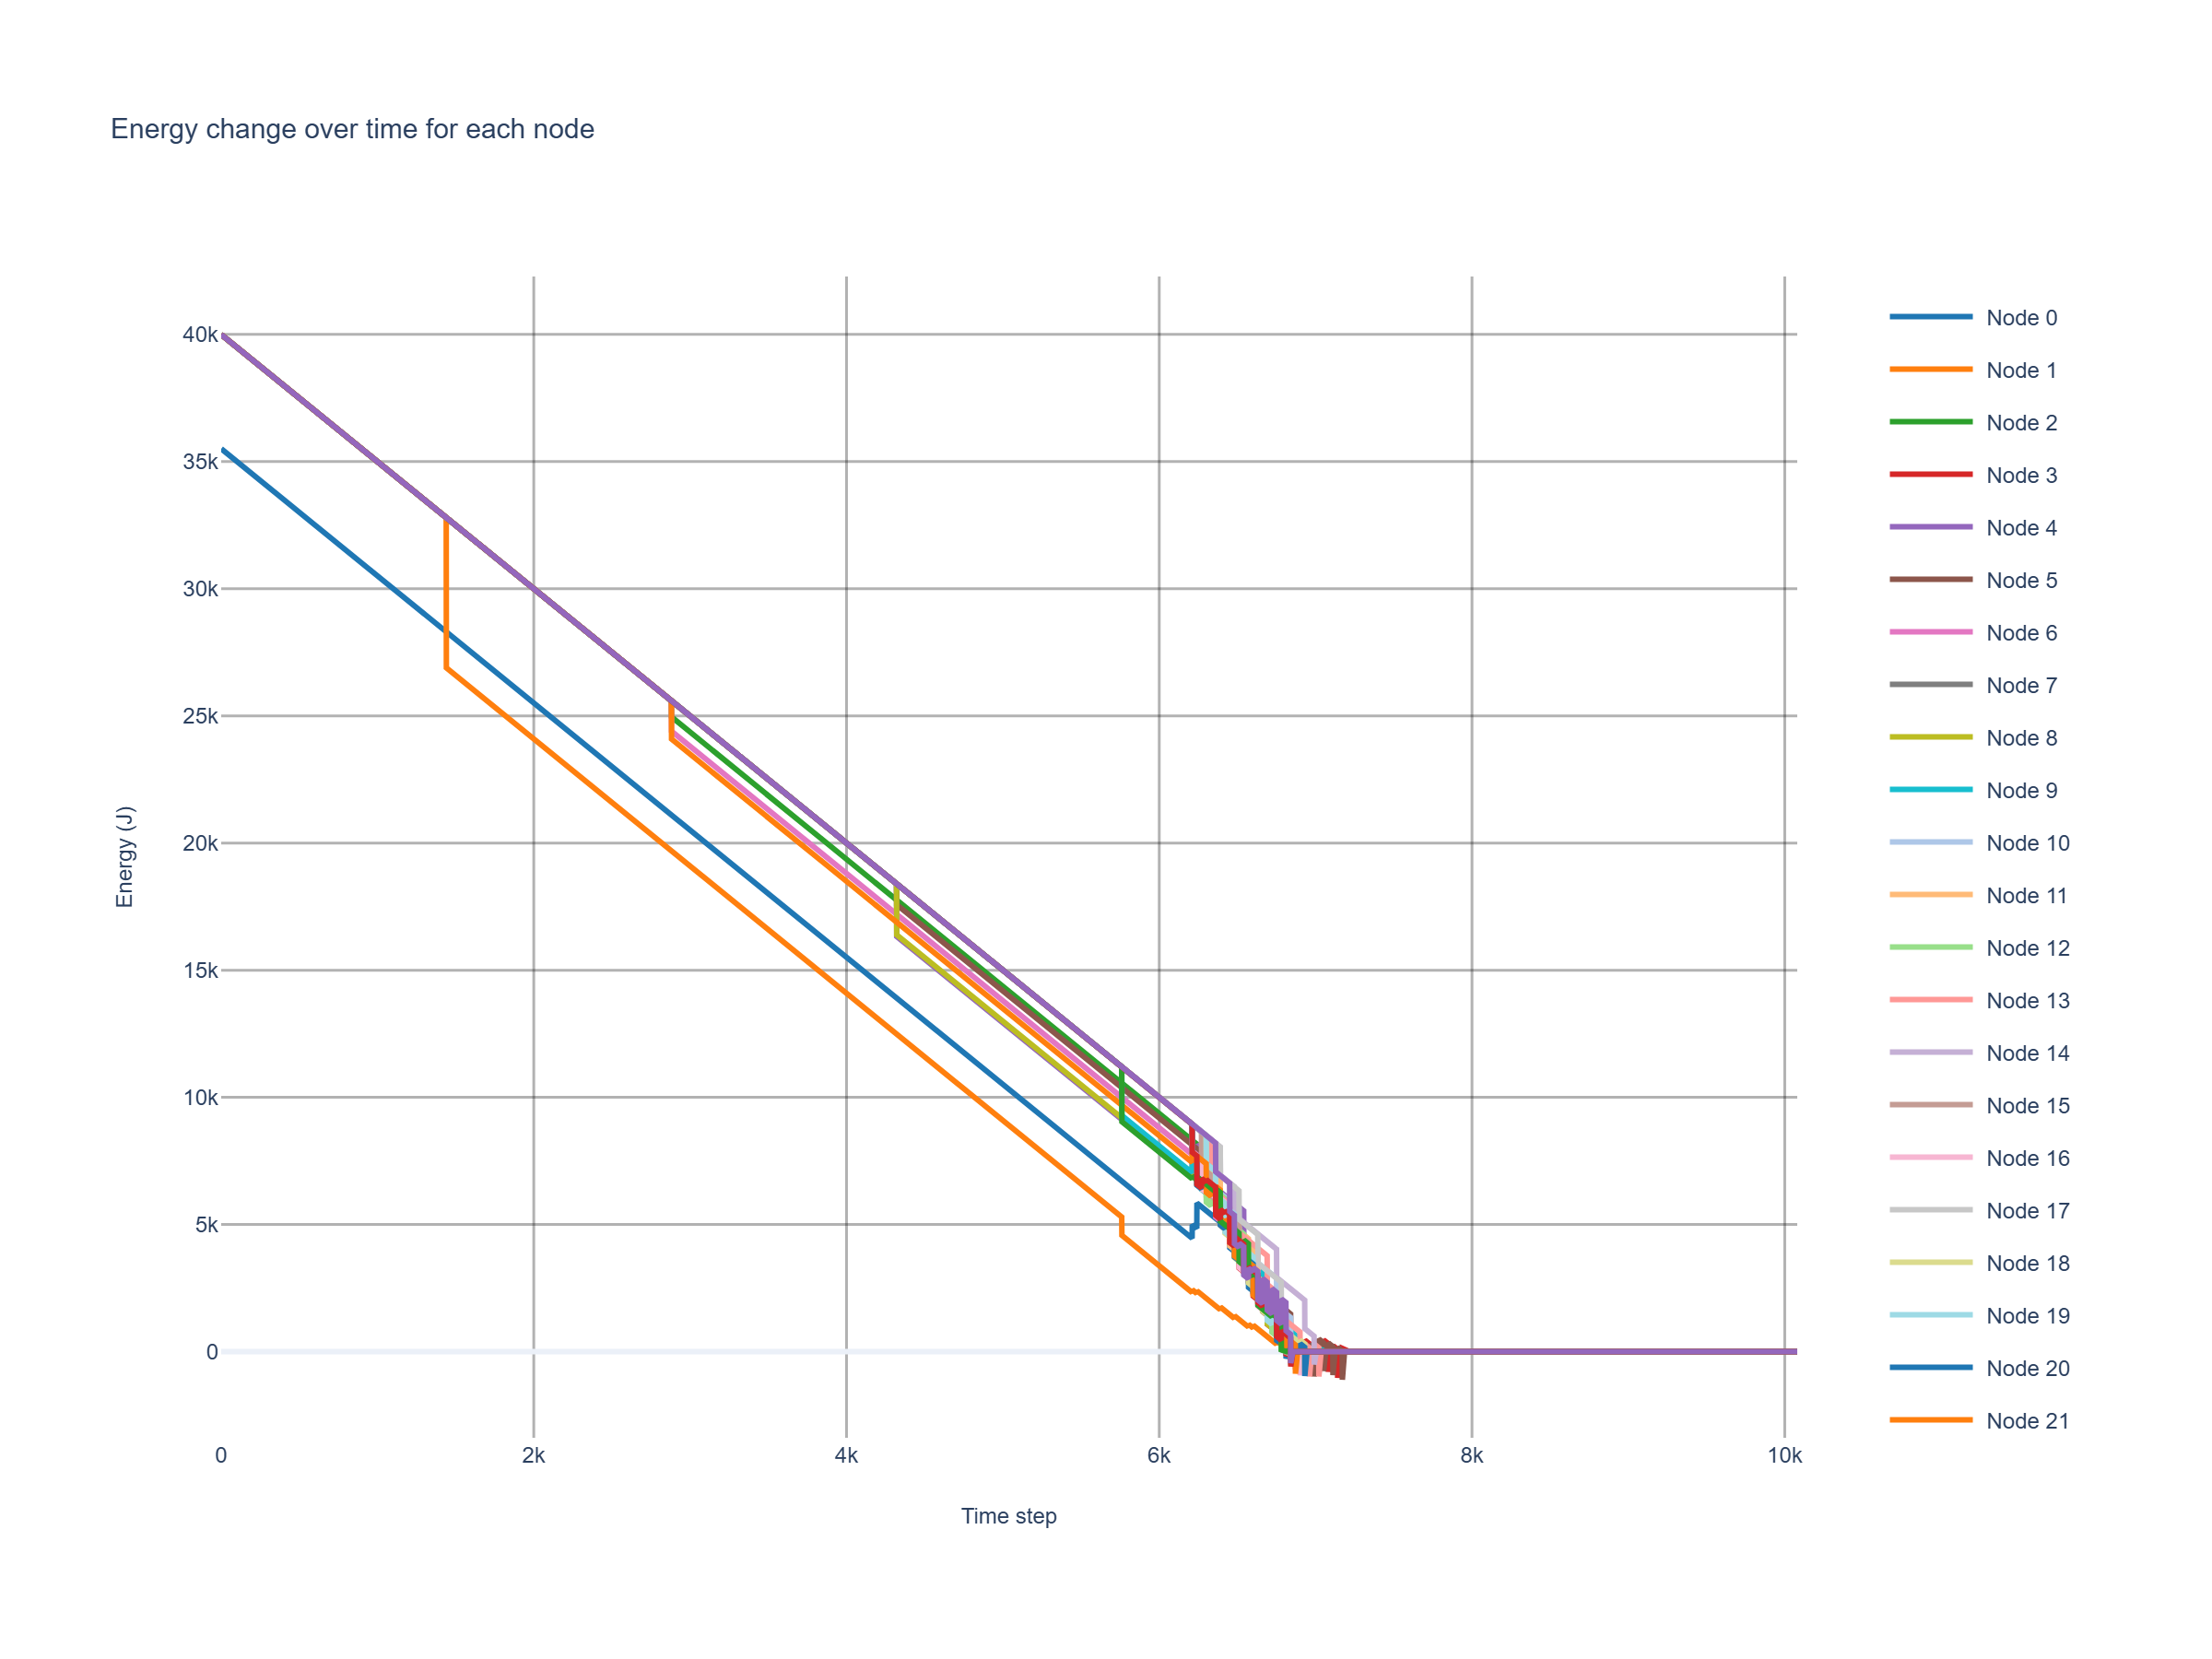 Energy change over time for each node
40k
35k
30k
25k
20k
15k
10k
5k
0
Energy (J)
0
2k
4k
6k
8k
10k
Time step
Node 0
Node 1
Node 2
Node 3
Node 4
Node 5
Node 6
Node 7
Node 8
Node 9
Node 10
Node 11
Node 12
Node 13
Node 14
Node 15
Node 16
Node 17
Node 18
Node 19
Node 20
Node 21